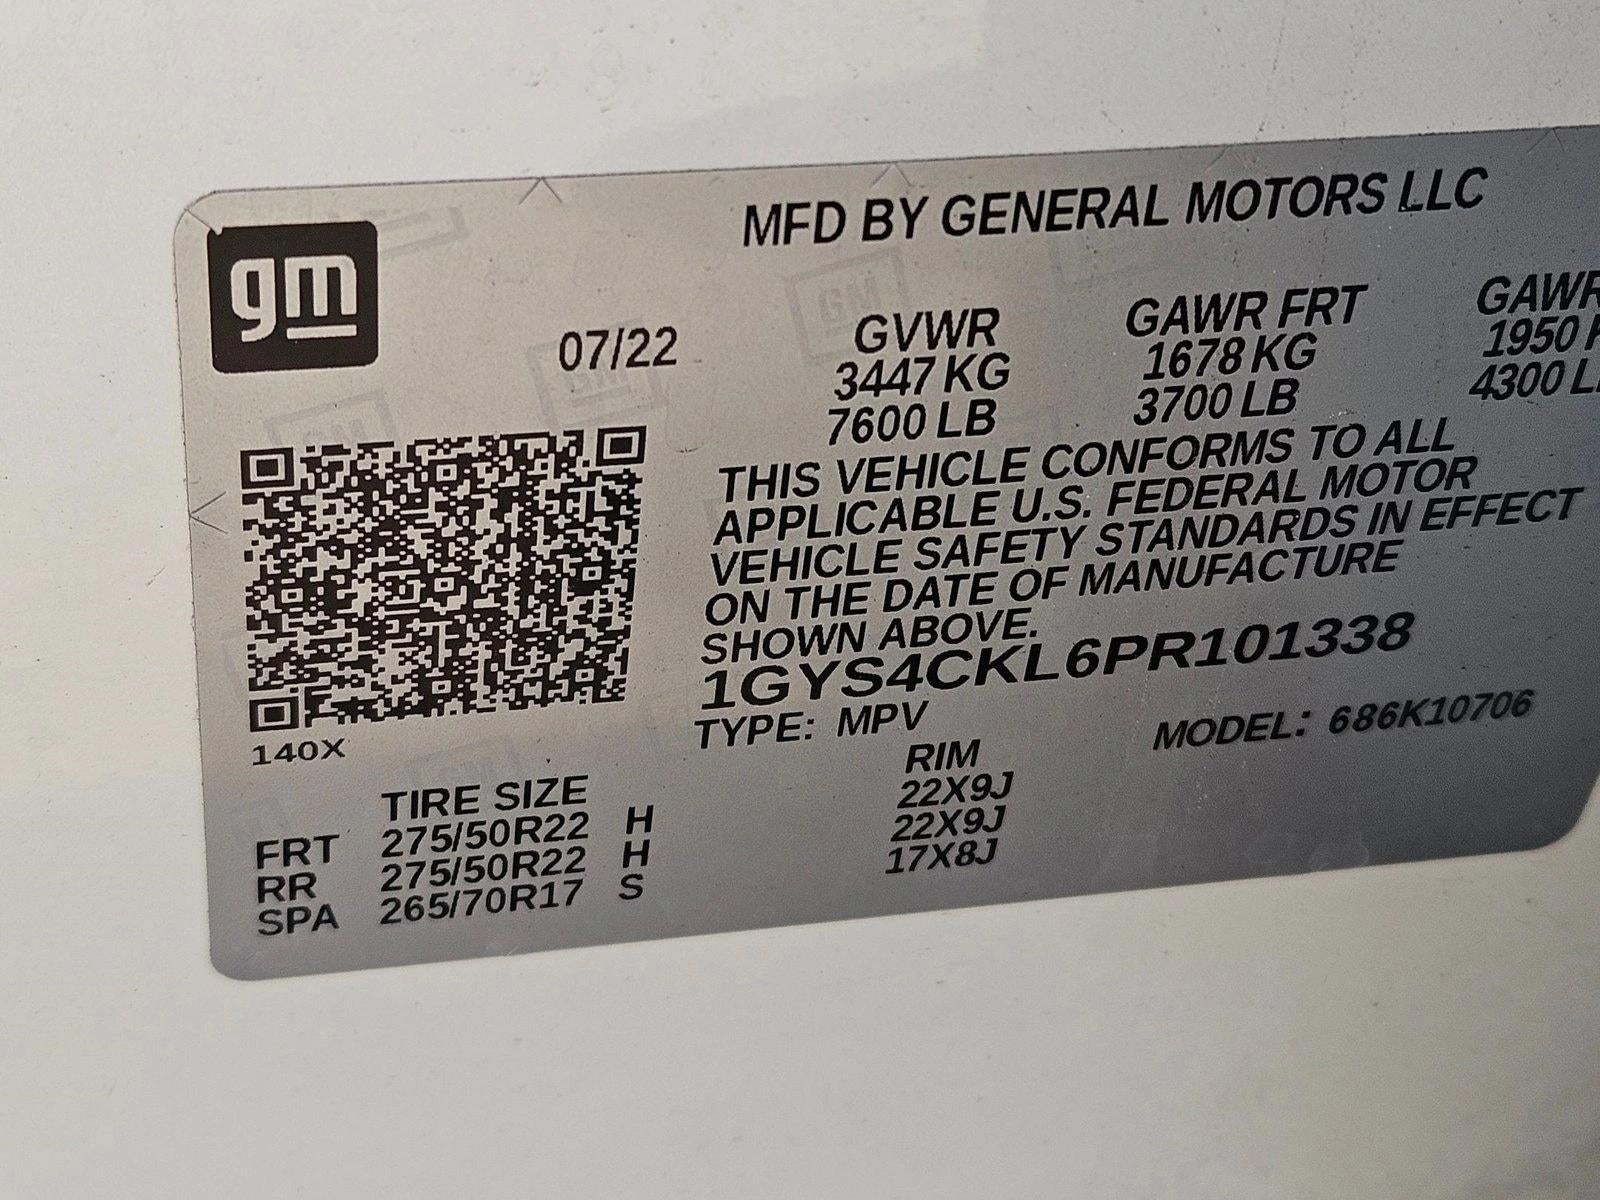 gm
MFD BY GENERAL MOTORS LLC
07/22
GVWR GAWR FRT GAWR
3447 KG 1678 KG 1950
7600 LB 3700 LB 4300
THIS VEHICLE CONFORMS TO ALL
APPLICABLE U.S. FEDERAL MOTOR
VEHICLE SAFETY STANDARDS IN EFFECT
ON THE DATE OF MANUFACTURE
SHOWN ABOVE.
1GYS4CKL6PR101338
TYPE: MPV MODEL: 686K10706
140X
TIRE SIZE RIM
FRT 275/50R22 H 22X9J
RR 275/50R22 H 22X9J
SPA 265/70R17 S 17X8J